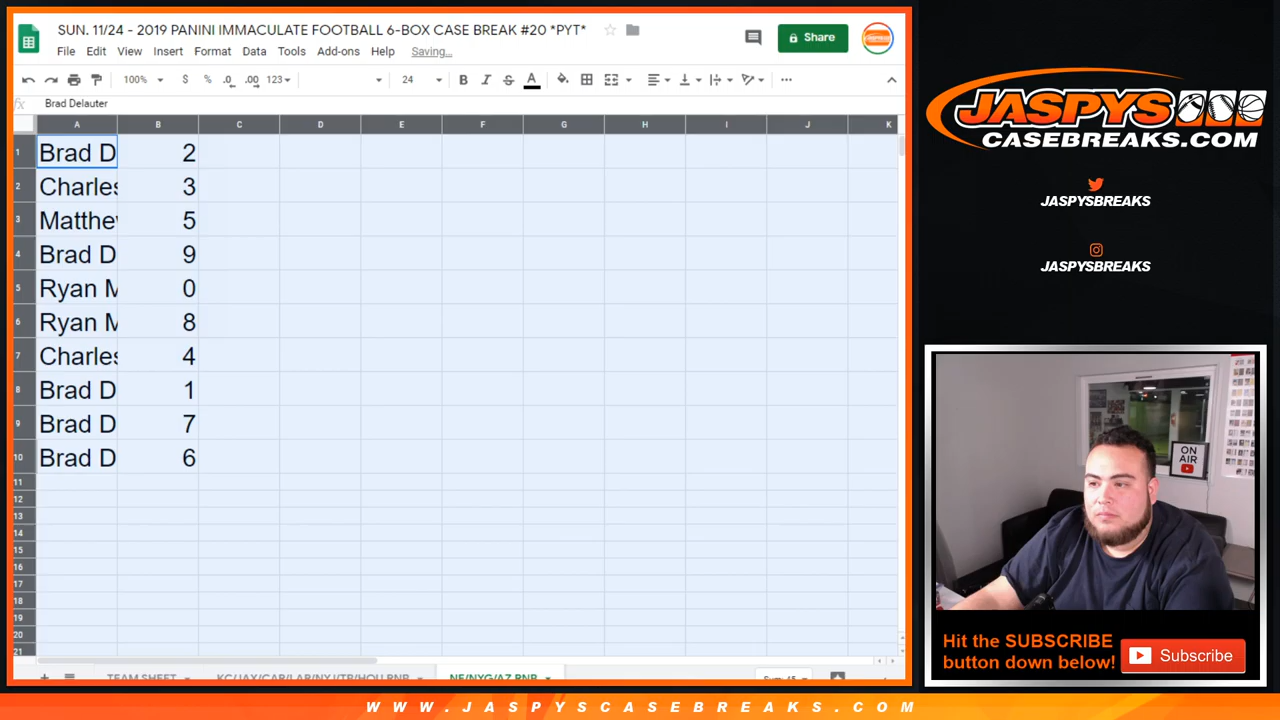 SUN. 11/24 - 2019 PANINI IMMACULATE FOOTBALL 6-BOX CASE BREAK #20 *PYT*
File Edit View Insert Format Data Tools Add-ons Help Saving...
Share
100% $ % .0 .00 123 24 B I S A
fx Brad Delauter
A B C D E F G H I J K
1 Brad D 2
2 Charles 3
3 Matthew 5
4 Brad D 9
5 Ryan M 0
6 Ryan M 8
7 Charles 4
8 Brad D 1
9 Brad D 7
10 Brad D 6
11
12
13
14
15
16
17
18
19
20
21
TEAM SHEET
NE/NYG/AZ RNB
JASPYS
CASEBREAKS.COM
JASPYSBREAKS
JASPYSBREAKS
ON AIR
Hit the SUBSCRIBE
button down below!
Subscribe
WWW.JASPYSCASEBREAKS.COM